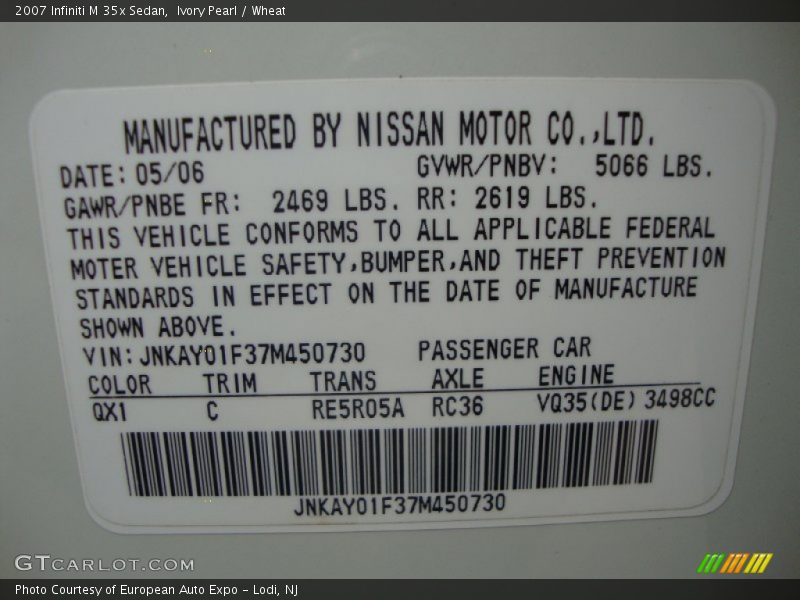 2007 Infiniti M 35x Sedan,  Ivory Pearl / Wheat
MANUFACTURED BY NISSAN MOTOR CO.,LTD.
DATE: 05/06 GVWR/PNBV: 5066 LBS.
GAWR/PNBE FR: 2469 LBS. RR: 2619 LBS.
THIS VEHICLE CONFORMS TO ALL APPLICABLE FEDERAL
MOTER VEHICLE SAFETY,BUMPER,AND THEFT PREVENTION
STANDARDS IN EFFECT ON THE DATE OF MANUFACTURE
SHOWN ABOVE.
VIN: JNKAY01F37M450730 PASSENGER CAR
COLOR TRIM TRANS AXLE ENGINE
QX1 C RE5R05A RC36 VQ35(DE) 3498CC
JNKAY01F37M450730
GTCARLOT.COM
Photo Courtesy of European Auto Expo - Lodi, NJ